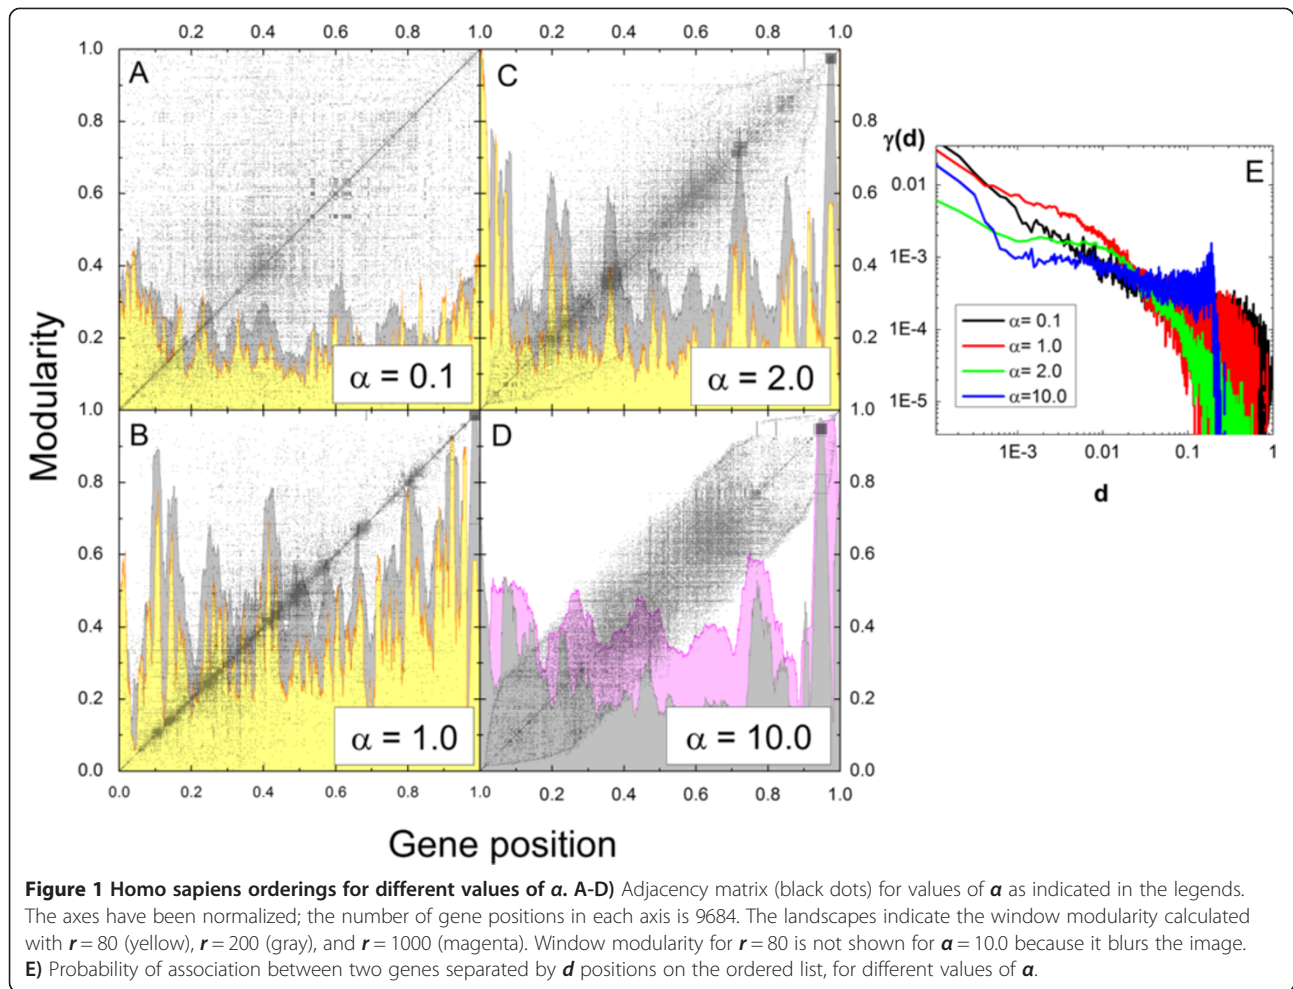 0.2 0.4 0.6 0.8 1.0 0.2 0.4 0.6 0.8 1.0
1.0
0.8
0.6
0.4
0.2
1.0
A
α = 0.1
C
α = 2.0
0.8
0.6
0.4
0.2
1.0
B
α = 1.0
D
α = 10.0
0.8
0.6
0.4
0.2
0.0
0.8
0.6
0.4
0.2
0.0
0.0 0.2 0.4 0.6 0.8 1.0 0.2 0.4 0.6 0.8 1.0
Modularity
Gene position
γ(d)
E
0.01
1E-3
1E-4
1E-5
α= 0.1
α= 1.0
α= 2.0
α=10.0
1E-3 0.01 0.1 1
d
Figure 1 Homo sapiens orderings for different values of α. A-D) Adjacency matrix (black dots) for values of α as indicated in the legends.
The axes have been normalized; the number of gene positions in each axis is 9684. The landscapes indicate the window modularity calculated
with r = 80 (yellow), r = 200 (gray), and r = 1000 (magenta). Window modularity for r = 80 is not shown for α = 10.0 because it blurs the image.
E) Probability of association between two genes separated by d positions on the ordered list, for different values of α.